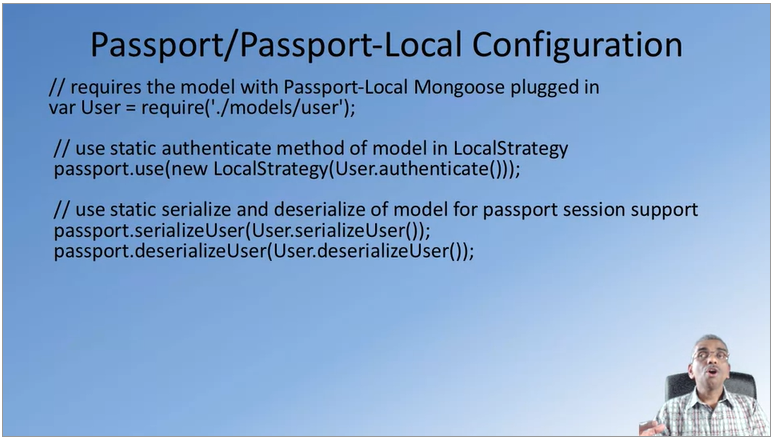 Passport/Passport-Local Configuration
// requires the model with Passport-Local Mongoose plugged in
var User = require('./models/user');
// use static authenticate method of model in LocalStrategy
passport.use(new LocalStrategy(User.authenticate()));
// use static serialize and deserialize of model for passport session support
passport.serializeUser(User.serializeUser());
passport.deserializeUser(User.deserializeUser());